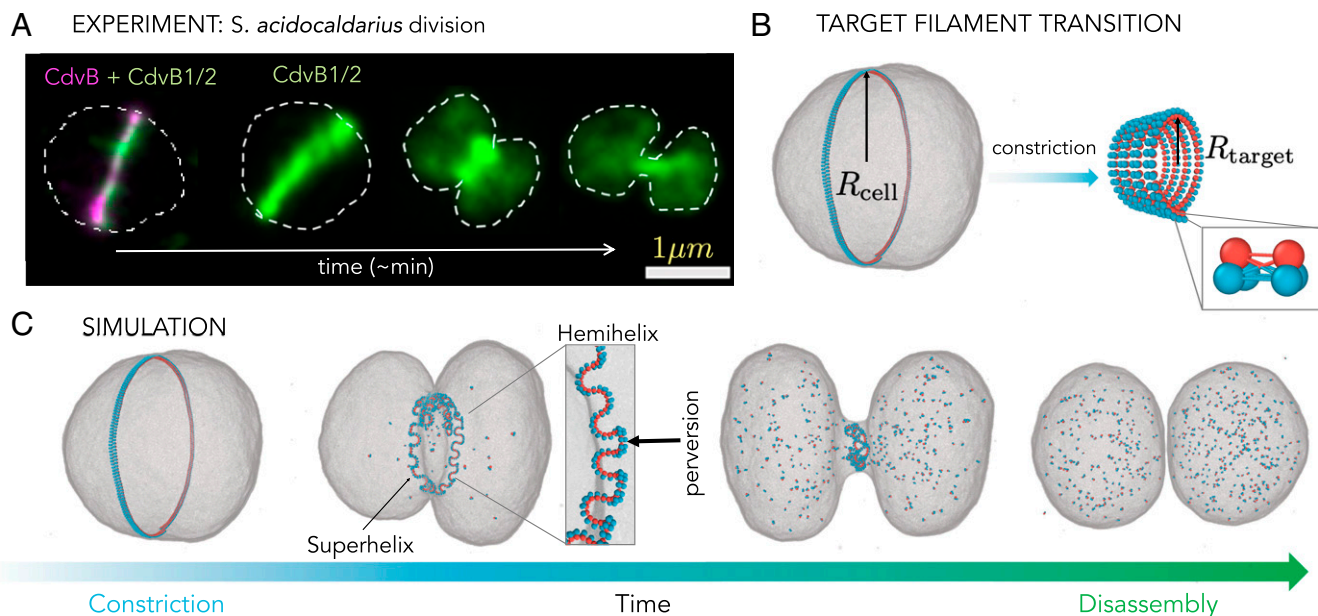 A EXPERIMENT: S. acidocaldarius division
CdvB + CdvB1/2
CdvB1/2
time (~min)
1μm
B TARGET FILAMENT TRANSITION
R_cell
constriction
R_target
C SIMULATION
Hemihelix
perversion
Superhelix
Constriction
Time
Disassembly